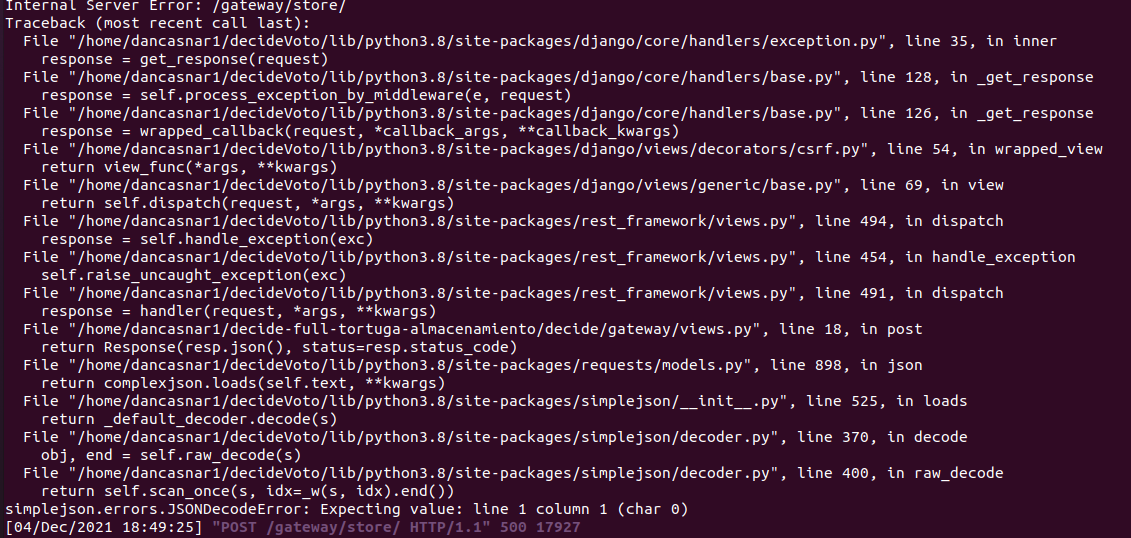 Internal Server Error: /gateway/store/
Traceback (most recent call last):
  File "/home/dancasnar1/decideVoto/lib/python3.8/site-packages/django/core/handlers/exception.py", line 35, in inner
    response = get_response(request)
  File "/home/dancasnar1/decideVoto/lib/python3.8/site-packages/django/core/handlers/base.py", line 128, in _get_response
    response = self.process_exception_by_middleware(e, request)
  File "/home/dancasnar1/decideVoto/lib/python3.8/site-packages/django/core/handlers/base.py", line 126, in _get_response
    response = wrapped_callback(request, *callback_args, **callback_kwargs)
  File "/home/dancasnar1/decideVoto/lib/python3.8/site-packages/django/views/decorators/csrf.py", line 54, in wrapped_view
    return view_func(*args, **kwargs)
  File "/home/dancasnar1/decideVoto/lib/python3.8/site-packages/django/views/generic/base.py", line 69, in view
    return self.dispatch(request, *args, **kwargs)
  File "/home/dancasnar1/decideVoto/lib/python3.8/site-packages/rest_framework/views.py", line 494, in dispatch
    response = self.handle_exception(exc)
  File "/home/dancasnar1/decideVoto/lib/python3.8/site-packages/rest_framework/views.py", line 454, in handle_exception
    self.raise_uncaught_exception(exc)
  File "/home/dancasnar1/decideVoto/lib/python3.8/site-packages/rest_framework/views.py", line 491, in dispatch
    response = handler(request, *args, **kwargs)
  File "/home/dancasnar1/decide-full-tortuga-almacenamiento/decide/gateway/views.py", line 18, in post
    return Response(resp.json(), status=resp.status_code)
  File "/home/dancasnar1/decideVoto/lib/python3.8/site-packages/requests/models.py", line 898, in json
    return complexjson.loads(self.text, **kwargs)
  File "/home/dancasnar1/decideVoto/lib/python3.8/site-packages/simplejson/__init__.py", line 525, in loads
    return _default_decoder.decode(s)
  File "/home/dancasnar1/decideVoto/lib/python3.8/site-packages/simplejson/decoder.py", line 370, in decode
    obj, end = self.raw_decode(s)
  File "/home/dancasnar1/decideVoto/lib/python3.8/site-packages/simplejson/decoder.py", line 400, in raw_decode
    return self.scan_once(s, idx=_w(s, idx).end())
simplejson.errors.JSONDecodeError: Expecting value: line 1 column 1 (char 0)
[04/Dec/2021 18:49:25] "POST /gateway/store/ HTTP/1.1" 500 17927